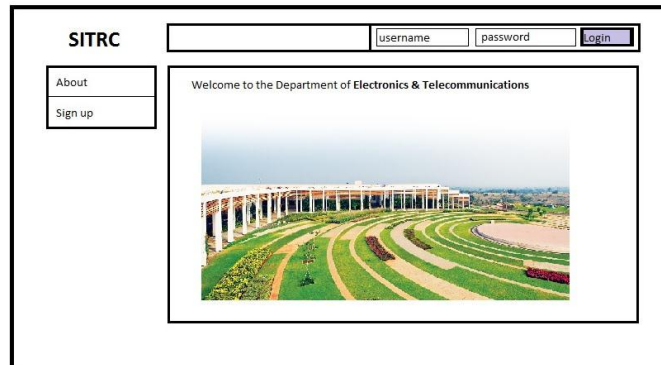 SITRC
username password Login
About
Sign up
Welcome to the Department of Electronics & Telecommunications